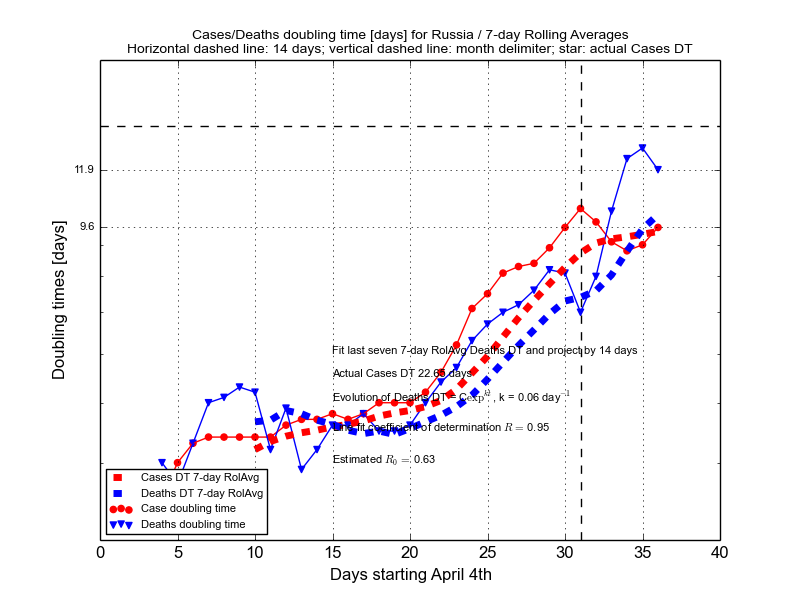 Cases/Deaths doubling time [days] for Russia / 7-day Rolling Averages
Horizontal dashed line: 14 days; vertical dashed line: month delimiter; star: actual Cases DT
11.9
9.6
Doubling times [days]
Fit last seven 7-day RolAvg Deaths DT and project by 14 days
Actual Cases DT 22.66 days
Evolution of Deaths DT = C exp^kt, k = 0.06 day^−1
fit coefficient of determination R = 0.95
Estimated R_0 = 0.63
Cases DT 7-day RolAvg
Deaths DT 7-day RolAvg
Case doubling time
Deaths doubling time
0 5 10 15 20 25 30 35 40
Days starting April 4th